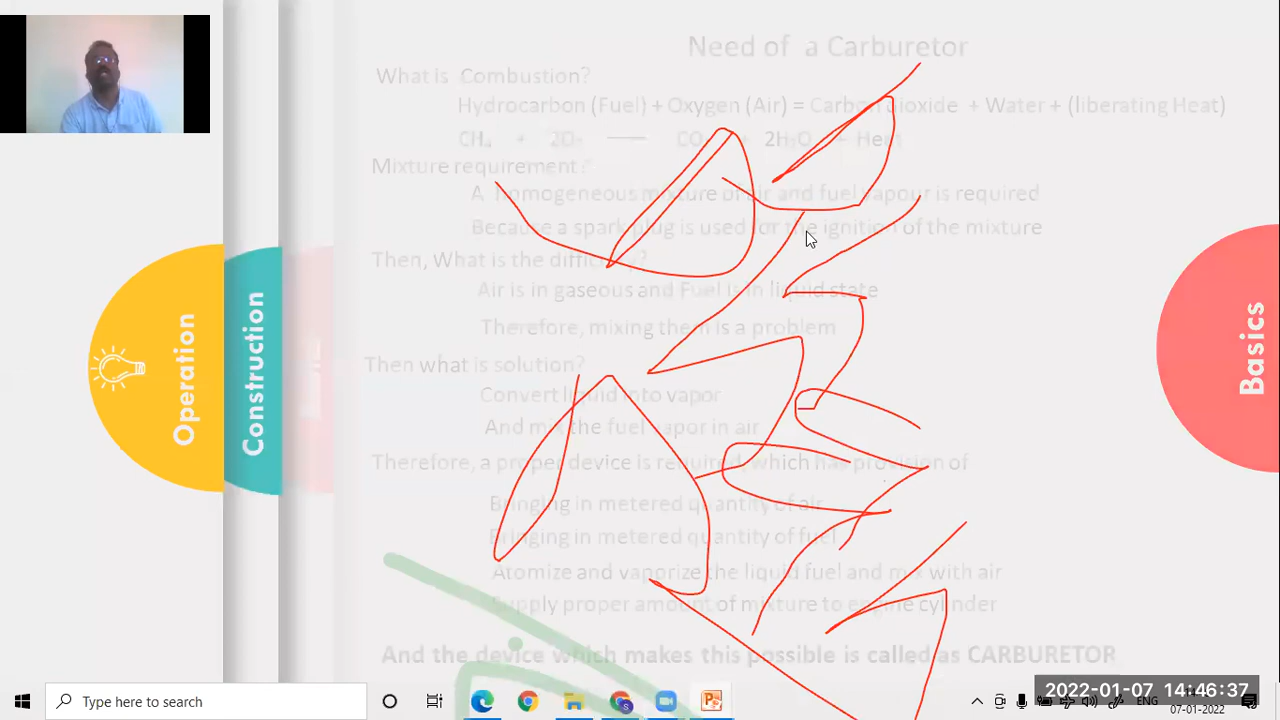 Need of a Carburetor
What is Combustion?
Hydrocarbon (Fuel) + Oxygen (Air) = Carbon Dioxide + Water + (liberating Heat)
CH₄ + 2O₂ CO₂ + 2H₂O + Heat
Mixture requirement?
A homogeneous mixture of air and fuel vapour is required
Because a spark plug is used for the ignition of the mixture
Then, What is the difficulty?
Air is in gaseous and Fuel is in liquid state
Therefore, mixing them is a problem
Then what is solution?
Convert liquid into vapor
And mix the fuel vapor in air
Therefore, a proper device is required, which has provision of
Bringing in metered quantity of air
Bringing in metered quantity of fuel
Atomize and vaporize the liquid fuel and mix with air
Supply proper amount of mixture to engine cylinder
And the device which makes this possible is called as CARBURETOR
Operation
Construction
Basics
Type here to search
2022-01-07 14:46:37
ENG
07-01-2022